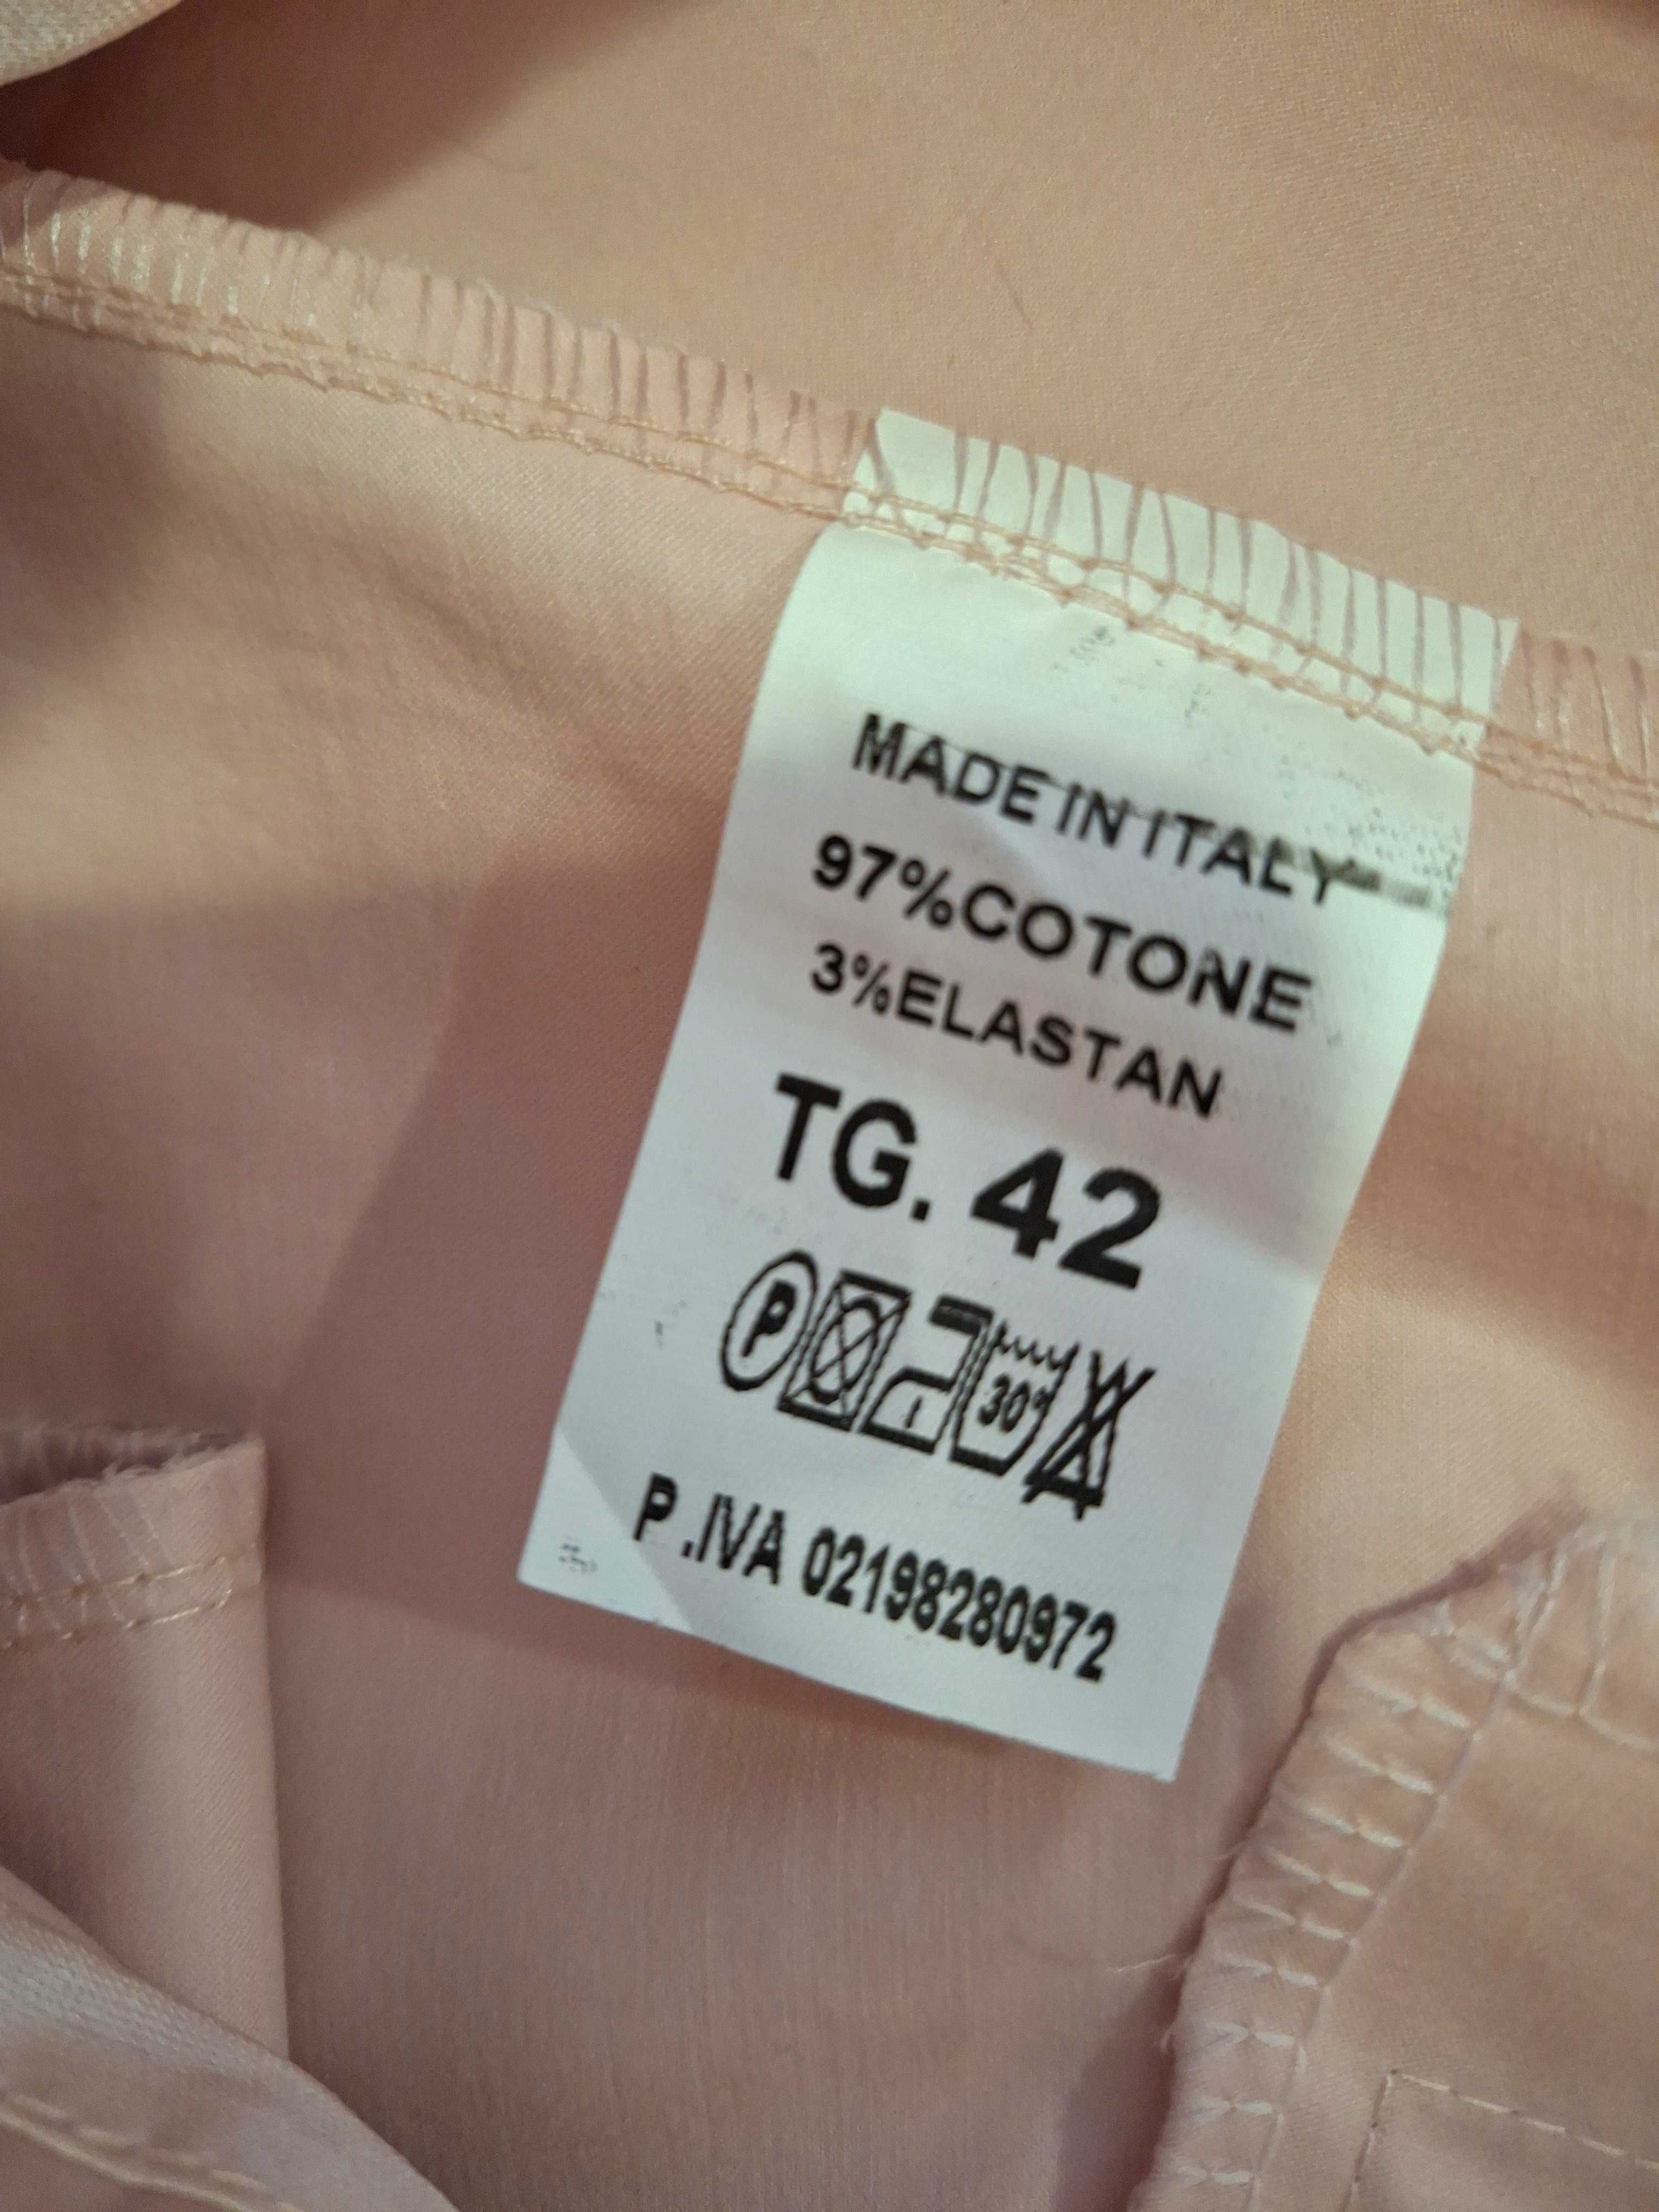 MADE IN ITALY
97%COTONE
3%ELASTAN
TG. 42
P 30°
P .IVA 02198280972